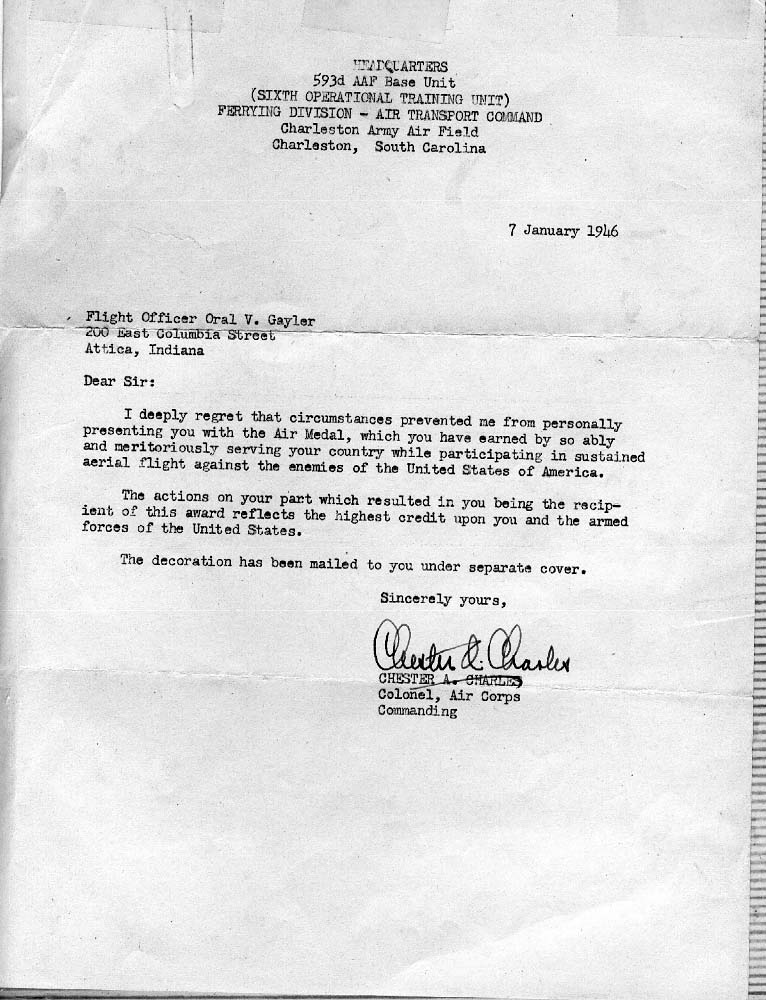 HEADQUARTERS
593d AAF Base Unit
(SIXTH OPERATIONAL TRAINING UNIT)
FERRYING DIVISION - AIR TRANSPORT COMMAND
Charleston Army Air Field
Charleston, South Carolina
7 January 1946
Flight Officer Oral V. Gayler
200 East Columbia Street
Attica, Indiana
Dear Sir:
I deeply regret that circumstances prevented me from personally
presenting you with the Air Medal, which you have earned by so ably
and meritoriously serving your country while participating in sustained
aerial flight against the enemies of the United States of America.
The actions on your part which resulted in you being the recip-
ient of this award reflects the highest credit upon you and the armed
forces of the United States.
The decoration has been mailed to you under separate cover.
Sincerely yours,
Chester A. Charles
CHESTER A. CHARLES
Colonel, Air Corps
Commanding